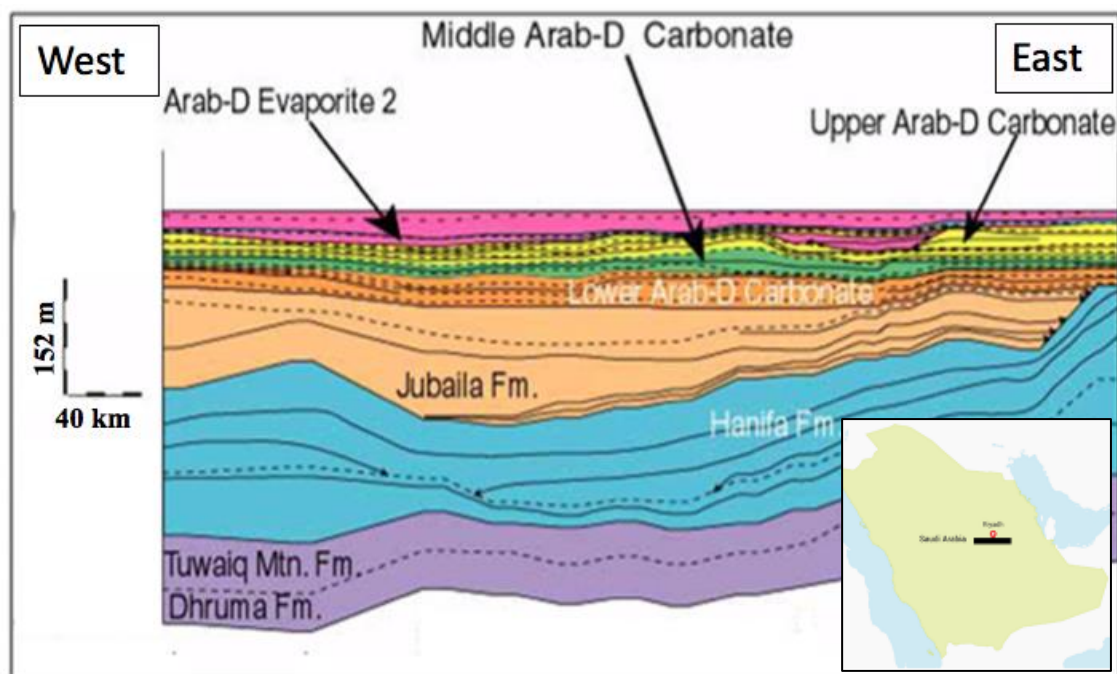 West
Middle Arab-D Carbonate
East
Arab-D Evaporite 2
Upper Arab-D Carbonate
Lower Arab-D Carbonate
152 m
40 km
Jubaila Fm.
Hanifa Fm.
Tuwaiq Mtn. Fm.
Dhruma Fm.
Riyadh
Saudi Arabia